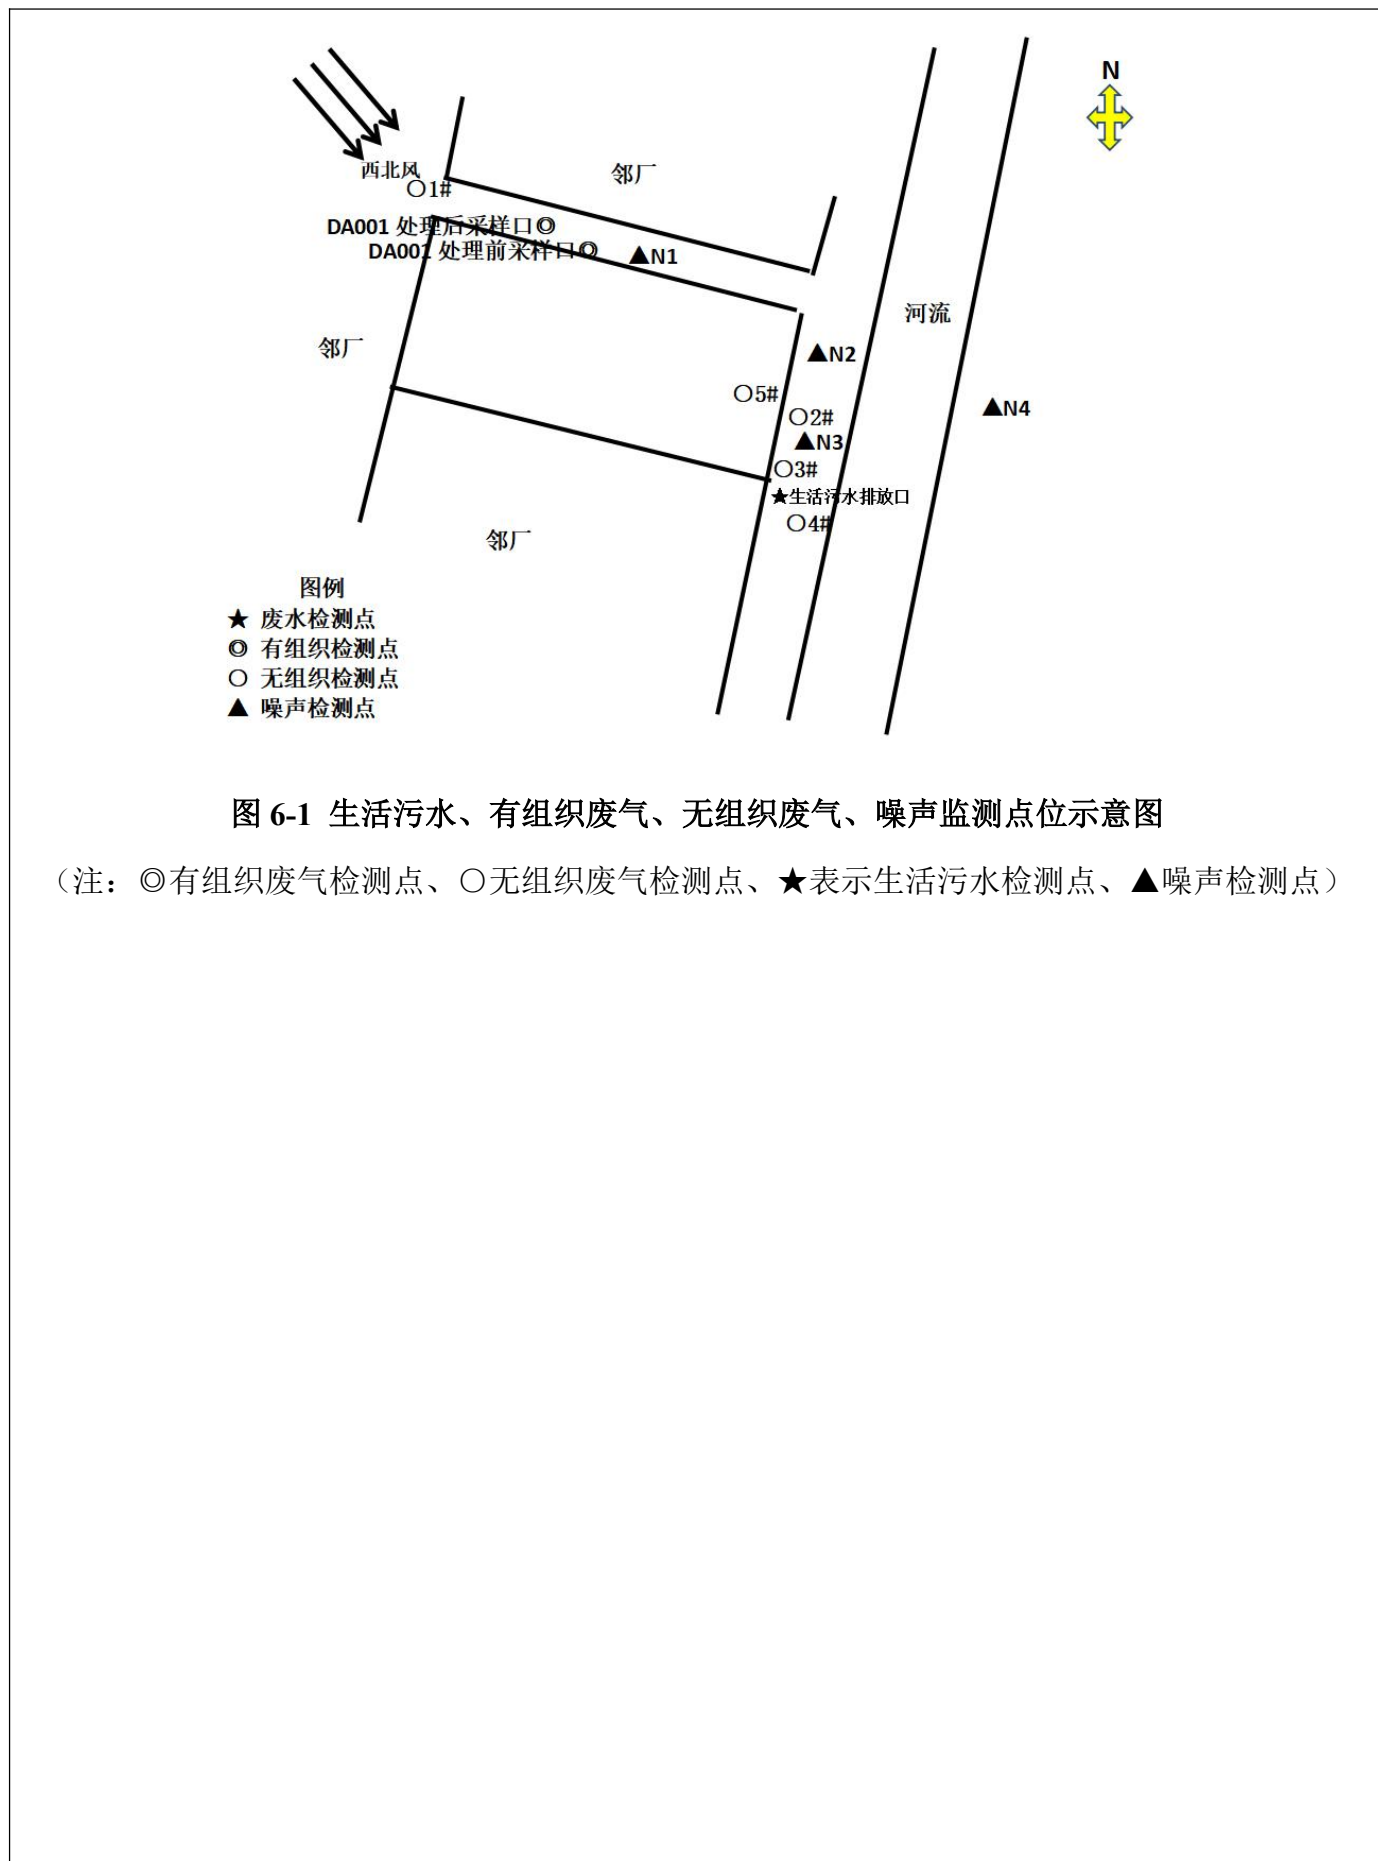 N
西北风
○1#
邻厂
DA001 处理后采样口◎
DA001 处理前采样口◎
▲N1
河流
邻厂
▲N2
○5#
○2#
▲N4
▲N3
○3#
★生活污水排放口
○4#
邻厂
图例
★ 废水检测点
◎ 有组织检测点
○ 无组织检测点
▲ 噪声检测点
图 6-1 生活污水、有组织废气、无组织废气、噪声监测点位示意图
（注：◎有组织废气检测点、○无组织废气检测点、★表示生活污水检测点、▲噪声检测点）